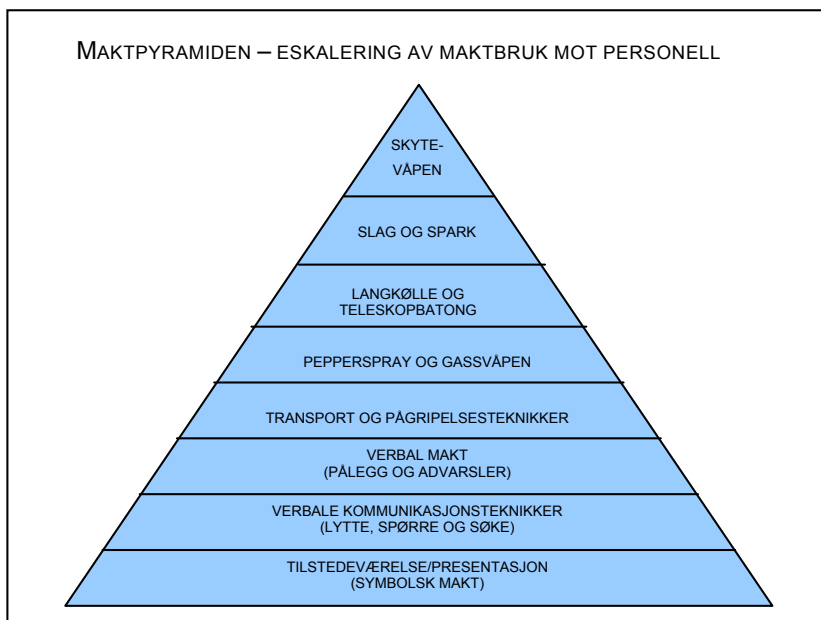 MAKTPYRAMIDEN – ESKALERING AV MAKTBRUK MOT PERSONELL
SKYTE-
VÅPEN
SLAG OG SPARK
LANGKØLLE OG
TELESKOPBATONG
PEPPERSPRAY OG GASSVÅPEN
TRANSPORT OG PÅGRIPELSESTEKNIKKER
VERBAL MAKT
(PÅLEGG OG ADVARSLER)
VERBALE KOMMUNIKASJONSTEKNIKKER
(LYTTE, SPØRRE OG SØKE)
TILSTEDEVÆRELSE/PRESENTASJON
(SYMBOLSK MAKT)